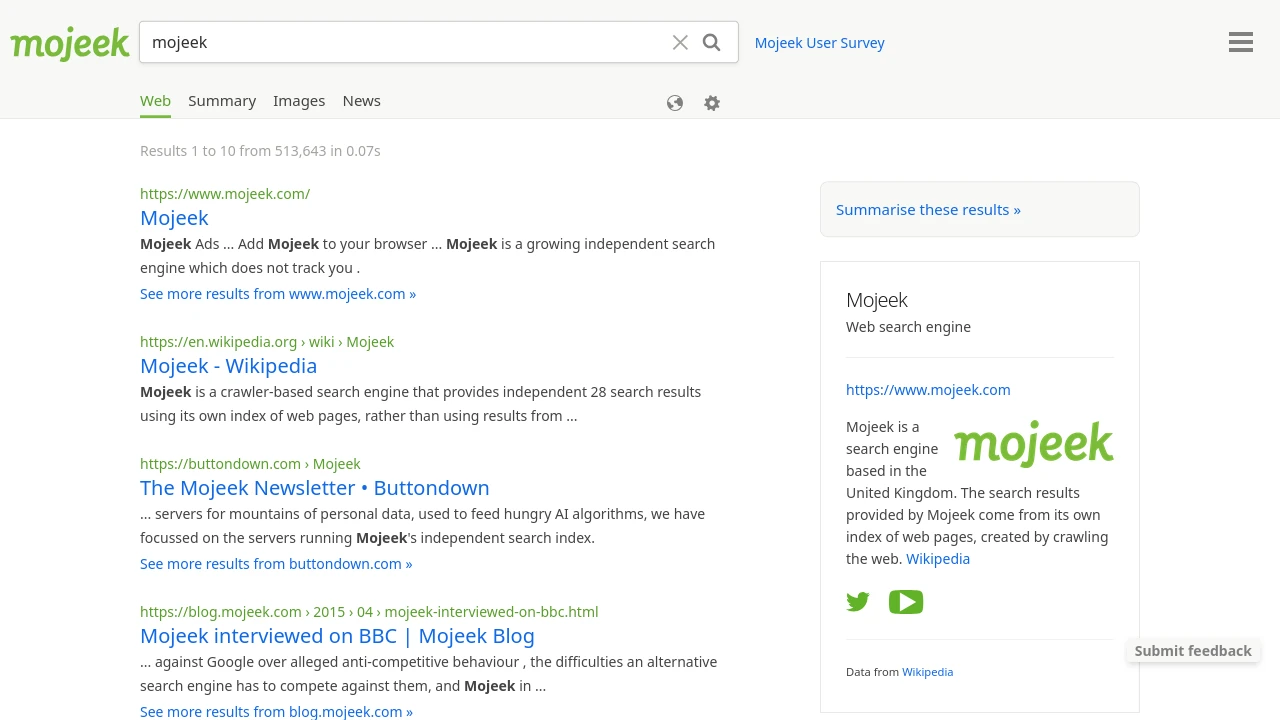 mojeek
mojeek
Mojeek User Survey
Web Summary Images News
Results 1 to 10 from 513,643 in 0.07s
https://www.mojeek.com/
Mojeek
Mojeek Ads ... Add Mojeek to your browser ... Mojeek is a growing independent search
engine which does not track you .
See more results from www.mojeek.com »
https://en.wikipedia.org › wiki › Mojeek
Mojeek - Wikipedia
Mojeek is a crawler-based search engine that provides independent 28 search results
using its own index of web pages, rather than using results from ...
https://buttondown.com › Mojeek
The Mojeek Newsletter • Buttondown
... servers for mountains of personal data, used to feed hungry AI algorithms, we have
focussed on the servers running Mojeek's independent search index.
See more results from buttondown.com »
https://blog.mojeek.com › 2015 › 04 › mojeek-interviewed-on-bbc.html
Mojeek interviewed on BBC | Mojeek Blog
... against Google over alleged anti-competitive behaviour , the difficulties an alternative
search engine has to compete against them, and Mojeek in ...
See more results from blog.mojeek.com »
Summarise these results »
Mojeek
Web search engine
https://www.mojeek.com
mojeek
Mojeek is a
search engine
based in the
United Kingdom. The search results
provided by Mojeek come from its own
index of web pages, created by crawling
the web. Wikipedia
Data from Wikipedia
Submit feedback